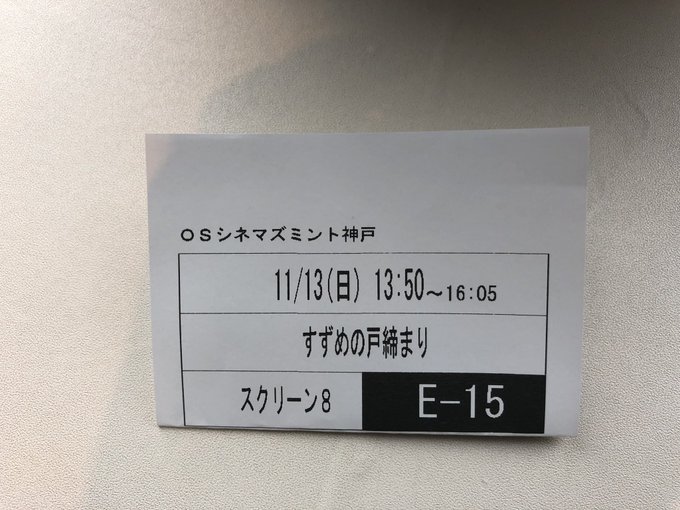 OSシネマズミント神戸
11/13(日) 13:50～16:05
すずめの戸締まり
スクリーン8
E-15